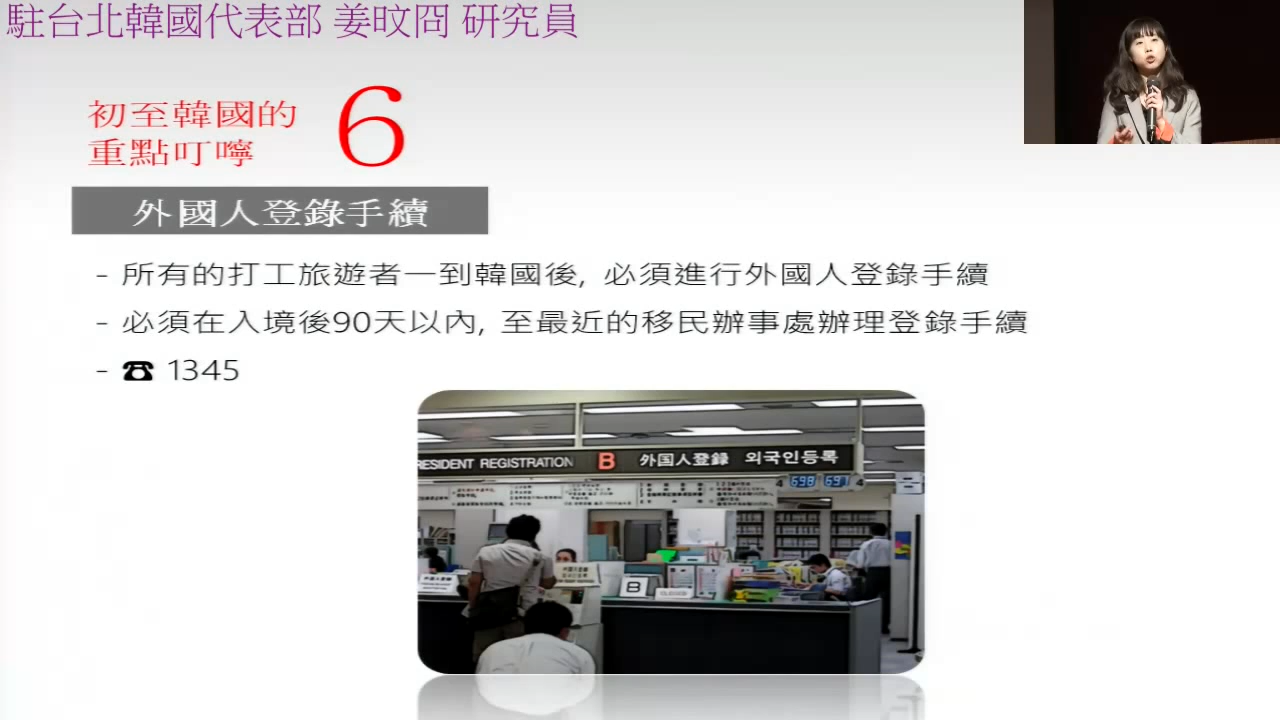 駐台北韓國代表部 姜旼冏 研究員
初至韓國的
重點叮嚀
6
外國人登錄手續
- 所有的打工旅遊者一到韓國後, 必須進行外國人登錄手續
- 必須在入境後90天以內, 至最近的移民辦事處辦理登錄手續
- ☎ 1345
RESIDENT REGISTRATION B 外国人登録 외국인등록
4 698 691 4
B
CLOSED